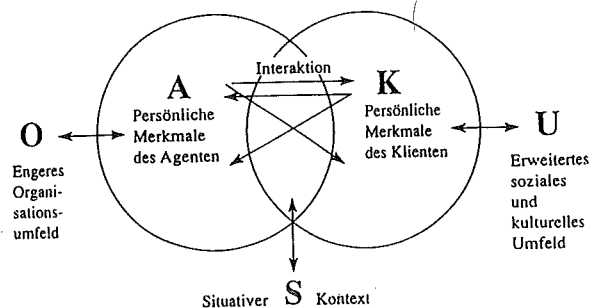 Interaktion
A
Persönliche
Merkmale
des Agenten
K
Persönliche
Merkmale
des Klienten
O
Engeres
Organi-
sations-
umfeld
U
Erweitertes
soziales
und
kulturelles
Umfeld
Situativer S Kontext